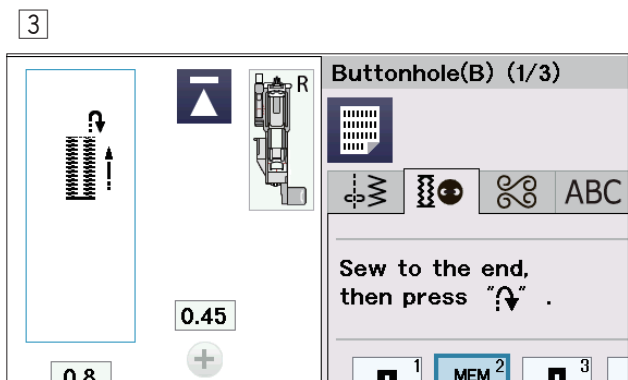 3
R
Buttonhole(B) (1/3)
ABC
Sew to the end,
then press " ".
0.45
0.8
1
MEM 2
3